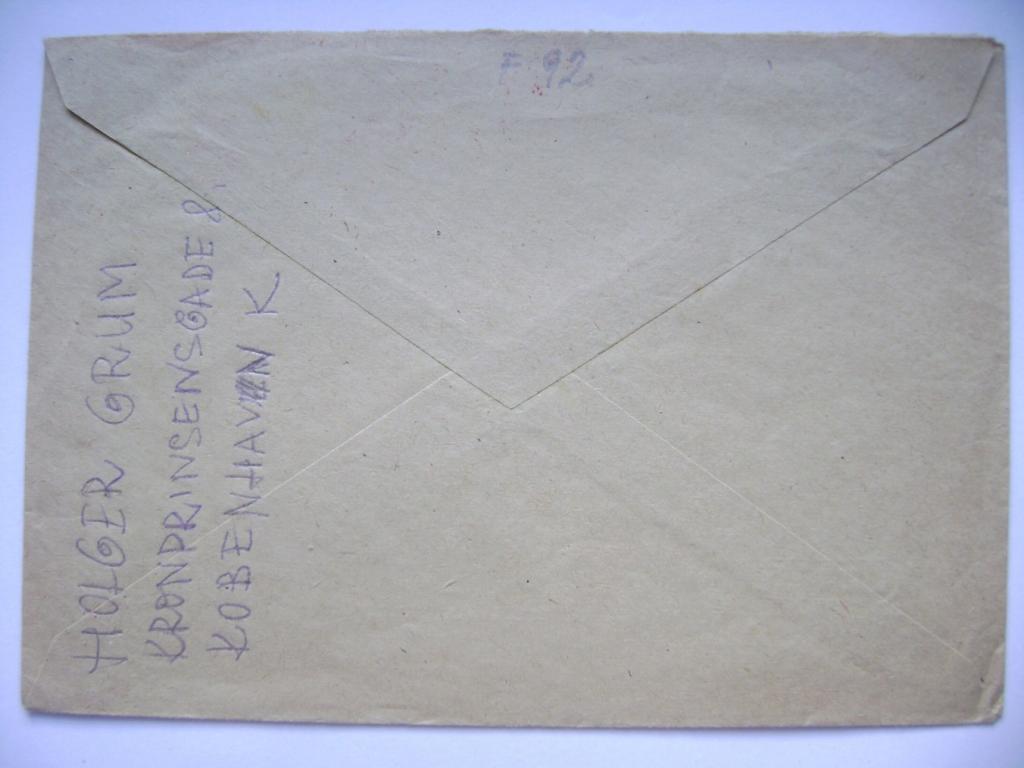 F 92
HOLGER GRUM
KRONPRINSENSGADE 8
KOBENHAVN K